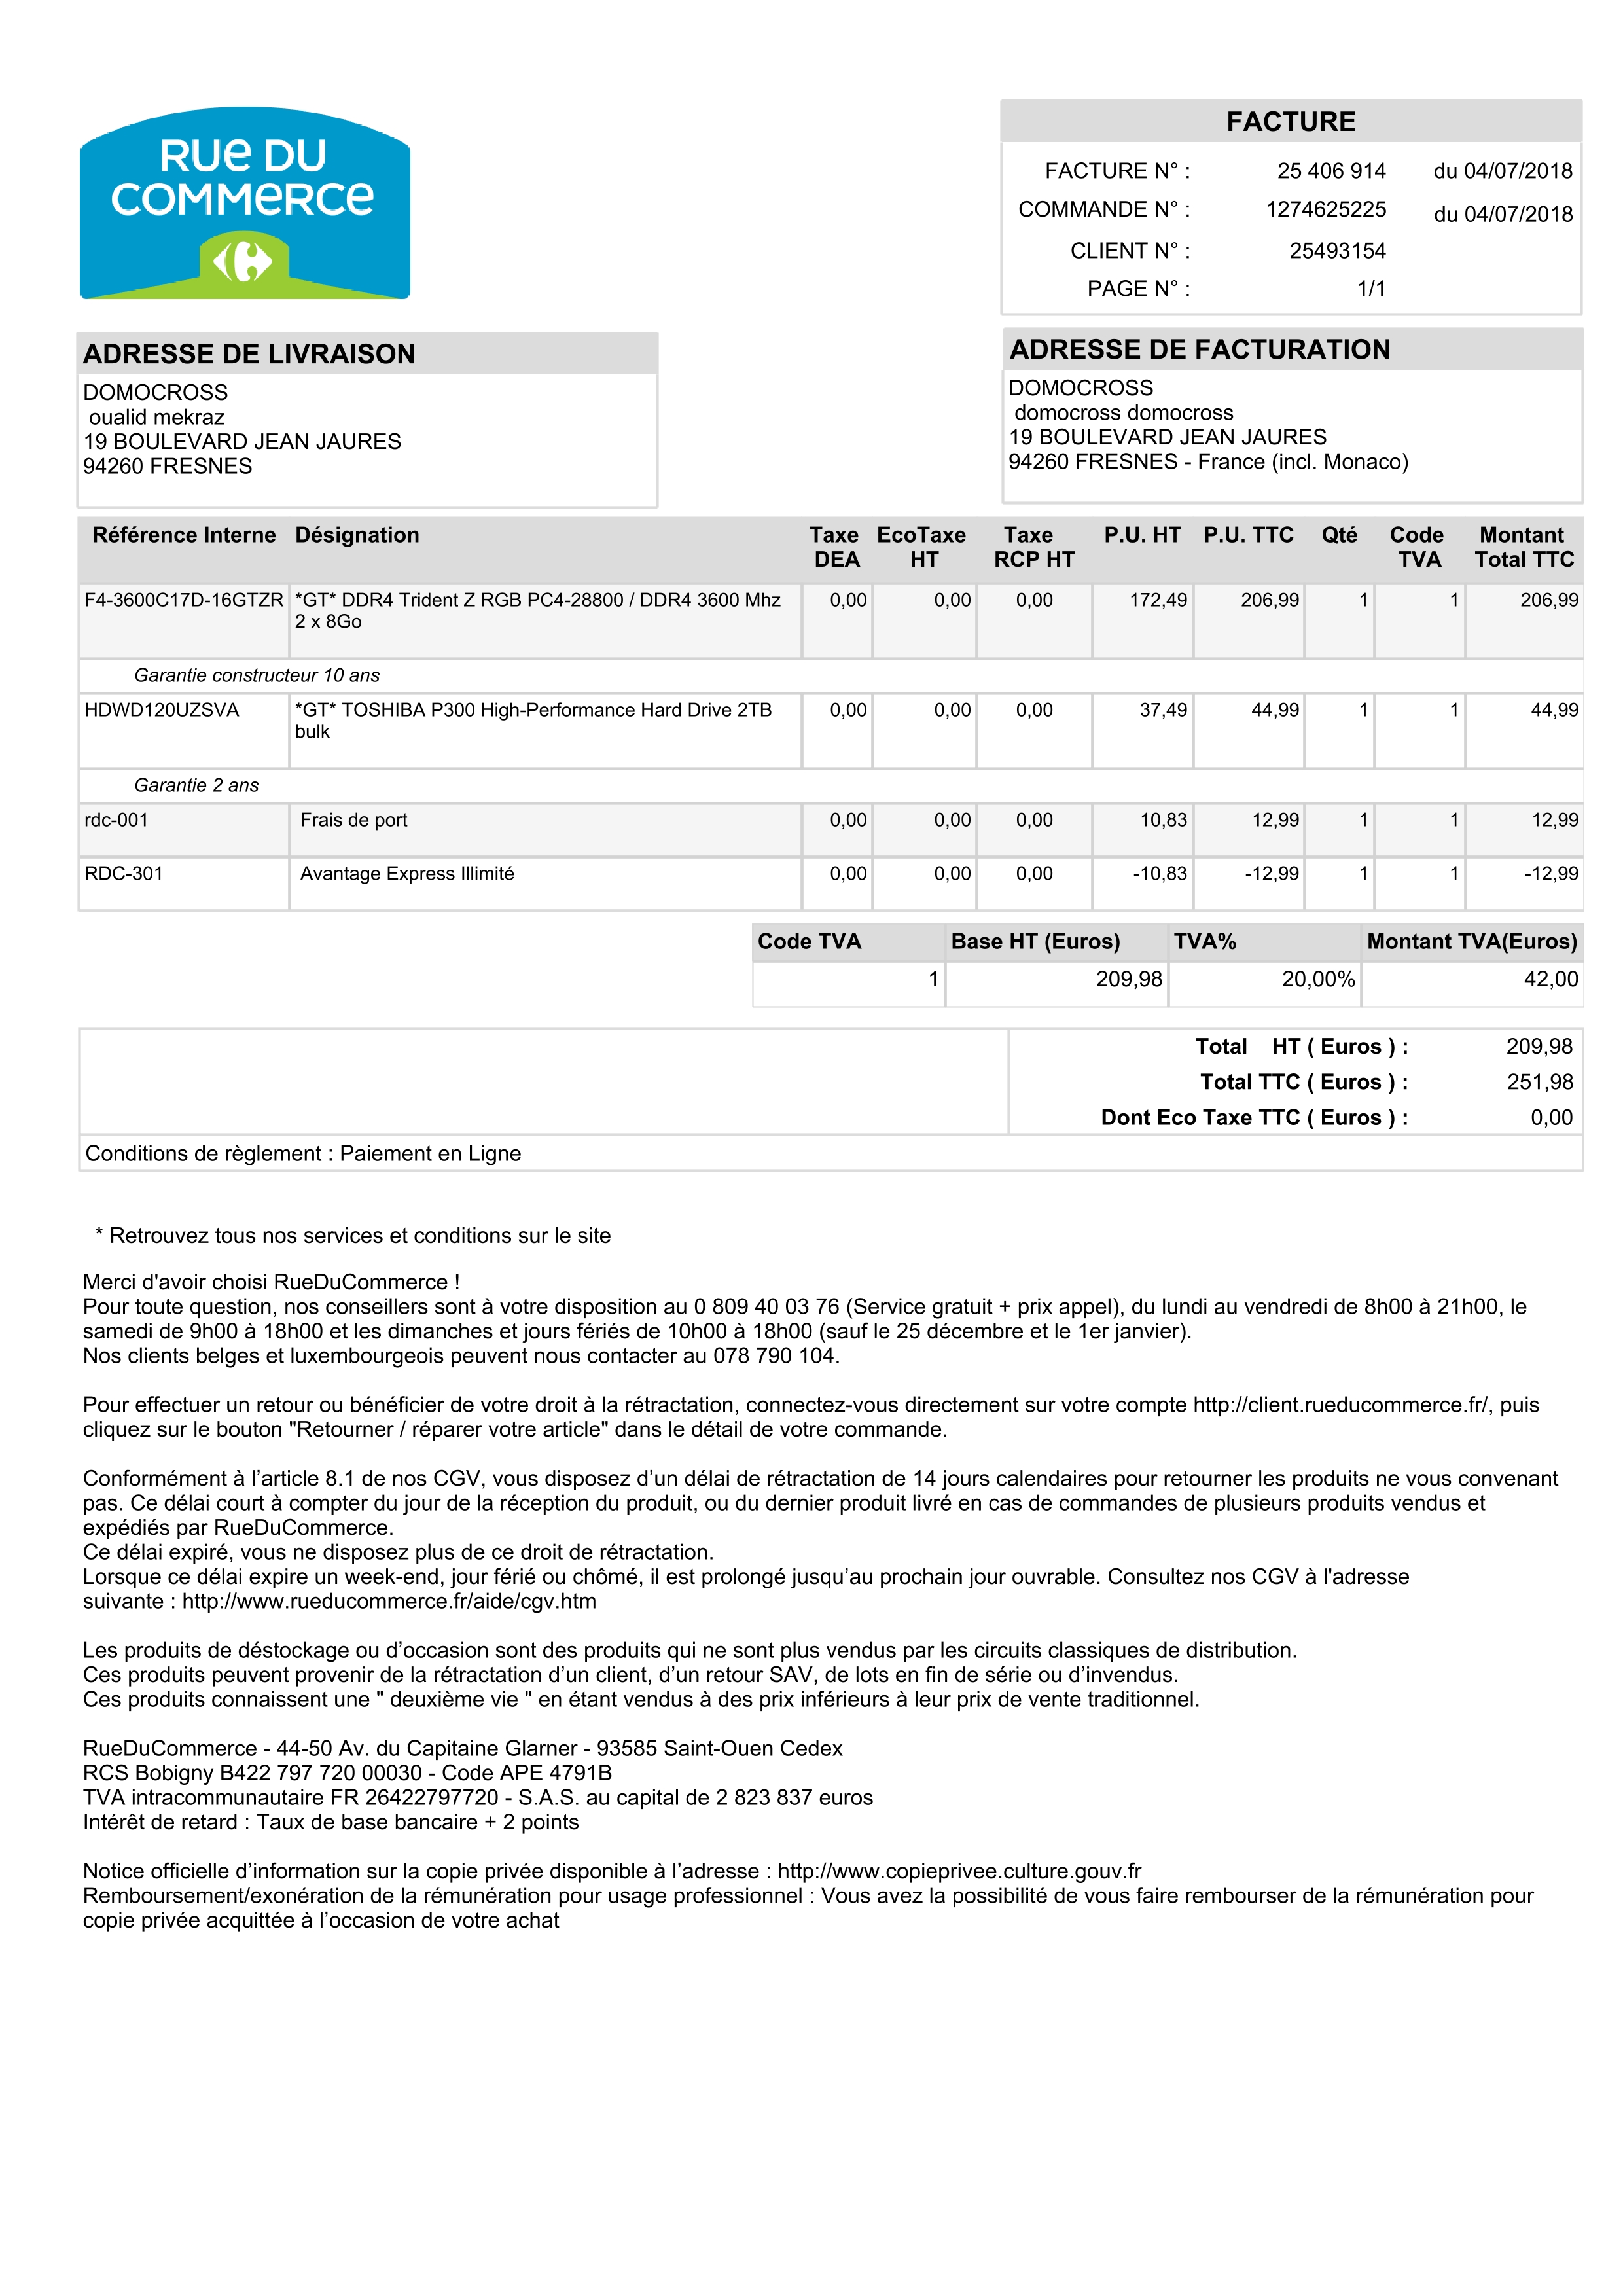 RUE DU
COMMERCE
FACTURE
FACTURE N° : 25 406 914 du 04/07/2018
COMMANDE N° : 1274625225 du 04/07/2018
CLIENT N° : 25493154
PAGE N° : 1/1
ADRESSE DE LIVRAISON
DOMOCROSS
oualid mekraz
19 BOULEVARD JEAN JAURES
94260 FRESNES
ADRESSE DE FACTURATION
DOMOCROSS
domocross domocross
19 BOULEVARD JEAN JAURES
94260 FRESNES - France (incl. Monaco)
Référence Interne Désignation Taxe EcoTaxe Taxe P.U. HT P.U. TTC Qté Code Montant
DEA HT RCP HT TVA Total TTC
F4-3600C17D-16GTZR *GT* DDR4 Trident Z RGB PC4-28800 / DDR4 3600 Mhz 0,00 0,00 0,00 172,49 206,99 1 1 206,99
2 x 8Go
Garantie constructeur 10 ans
HDWD120UZSVA *GT* TOSHIBA P300 High-Performance Hard Drive 2TB 0,00 0,00 0,00 37,49 44,99 1 1 44,99
bulk
Garantie 2 ans
rdc-001 Frais de port 0,00 0,00 0,00 10,83 12,99 1 1 12,99
RDC-301 Avantage Express Illimité 0,00 0,00 0,00 -10,83 -12,99 1 1 -12,99
Code TVA Base HT (Euros) TVA% Montant TVA(Euros)
1 209,98 20,00% 42,00
Total HT ( Euros ) : 209,98
Total TTC ( Euros ) : 251,98
Dont Eco Taxe TTC ( Euros ) : 0,00
Conditions de règlement : Paiement en Ligne
* Retrouvez tous nos services et conditions sur le site
Merci d'avoir choisi RueDuCommerce !
Pour toute question, nos conseillers sont à votre disposition au 0 809 40 03 76 (Service gratuit + prix appel), du lundi au vendredi de 8h00 à 21h00, le
samedi de 9h00 à 18h00 et les dimanches et jours fériés de 10h00 à 18h00 (sauf le 25 décembre et le 1er janvier).
Nos clients belges et luxembourgeois peuvent nous contacter au 078 790 104.
Pour effectuer un retour ou bénéficier de votre droit à la rétractation, connectez-vous directement sur votre compte http://client.rueducommerce.fr/, puis
cliquez sur le bouton "Retourner / réparer votre article" dans le détail de votre commande.
Conformément à l’article 8.1 de nos CGV, vous disposez d’un délai de rétractation de 14 jours calendaires pour retourner les produits ne vous convenant
pas. Ce délai court à compter du jour de la réception du produit, ou du dernier produit livré en cas de commandes de plusieurs produits vendus et
expédiés par RueDuCommerce.
Ce délai expiré, vous ne disposez plus de ce droit de rétractation.
Lorsque ce délai expire un week-end, jour férié ou chômé, il est prolongé jusqu’au prochain jour ouvrable. Consultez nos CGV à l'adresse
suivante : http://www.rueducommerce.fr/aide/cgv.htm
Les produits de déstockage ou d’occasion sont des produits qui ne sont plus vendus par les circuits classiques de distribution.
Ces produits peuvent provenir de la rétractation d’un client, d’un retour SAV, de lots en fin de série ou d’invendus.
Ces produits connaissent une " deuxième vie " en étant vendus à des prix inférieurs à leur prix de vente traditionnel.
RueDuCommerce - 44-50 Av. du Capitaine Glarner - 93585 Saint-Ouen Cedex
RCS Bobigny B422 797 720 00030 - Code APE 4791B
TVA intracommunautaire FR 26422797720 - S.A.S. au capital de 2 823 837 euros
Intérêt de retard : Taux de base bancaire + 2 points
Notice officielle d’information sur la copie privée disponible à l’adresse : http://www.copieprivee.culture.gouv.fr
Remboursement/exonération de la rémunération pour usage professionnel : Vous avez la possibilité de vous faire rembourser de la rémunération pour
copie privée acquittée à l’occasion de votre achat